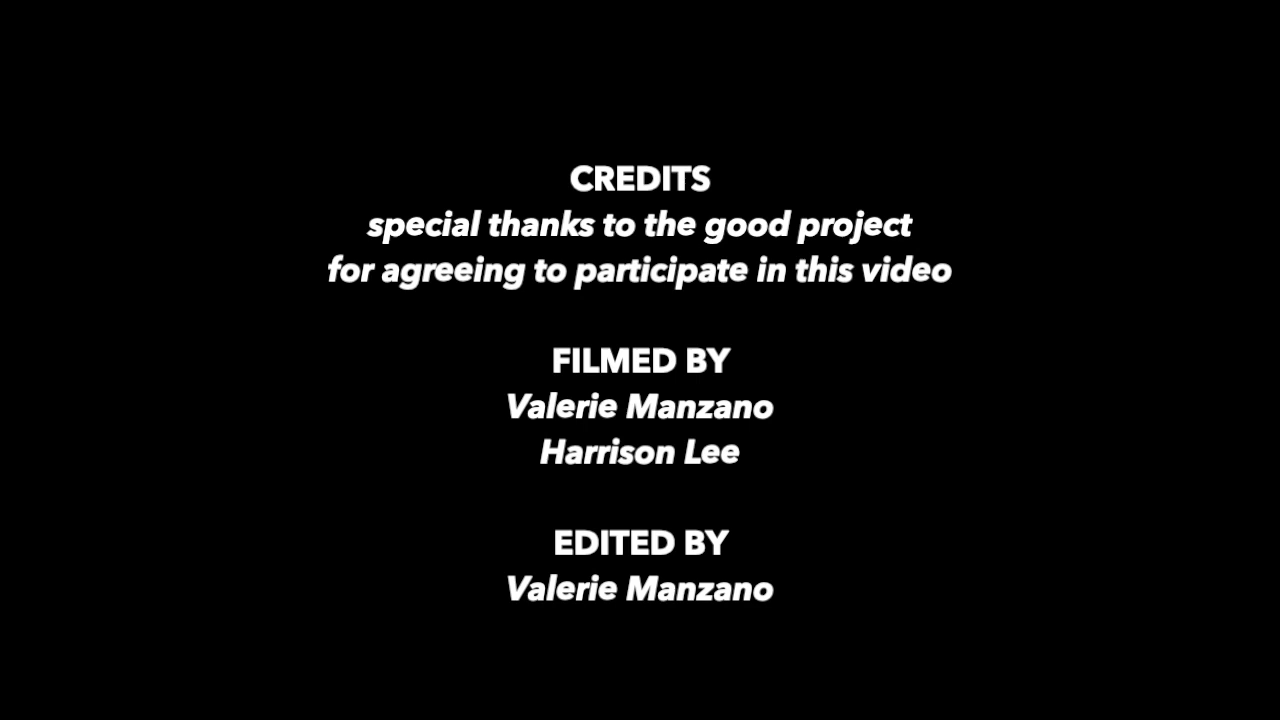 CREDITS
special thanks to the good project
for agreeing to participate in this video
FILMED BY
Valerie Manzano
Harrison Lee
EDITED BY
Valerie Manzano